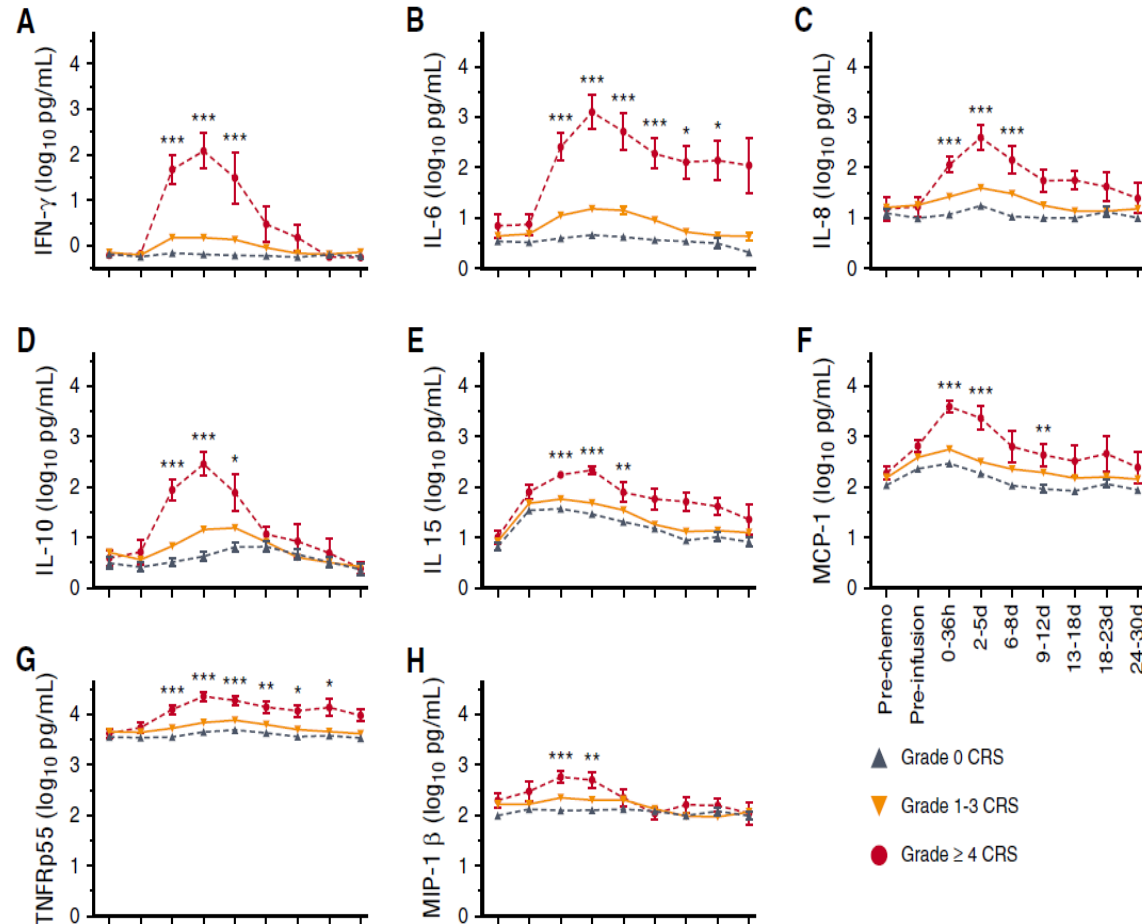 A
IFN-γ (log10 pg/mL)
4
3
2
1
0
*** *** ***
B
IL-6 (log10 pg/mL)
4
3
2
1
0
*** *** *** *** * *
C
IL-8 (log10 pg/mL)
4
3
2
1
0
*** *** ***
D
IL-10 (log10 pg/mL)
4
3
2
1
0
*** *** *
E
IL 15 (log10 pg/mL)
4
3
2
1
0
*** *** **
F
MCP-1 (log10 pg/mL)
4
3
2
1
0
*** *** **
Pre-chemo
Pre-infusion
0-36h
2-5d
6-8d
9-12d
13-18d
18-23d
24-30d
G
TNFRp55 (log10 pg/mL)
4
3
2
1
*** *** *** ** * *
H
MIP-1 β (log10 pg/mL)
4
3
2
1
*** **
Grade 0 CRS
Grade 1-3 CRS
Grade ≥ 4 CRS